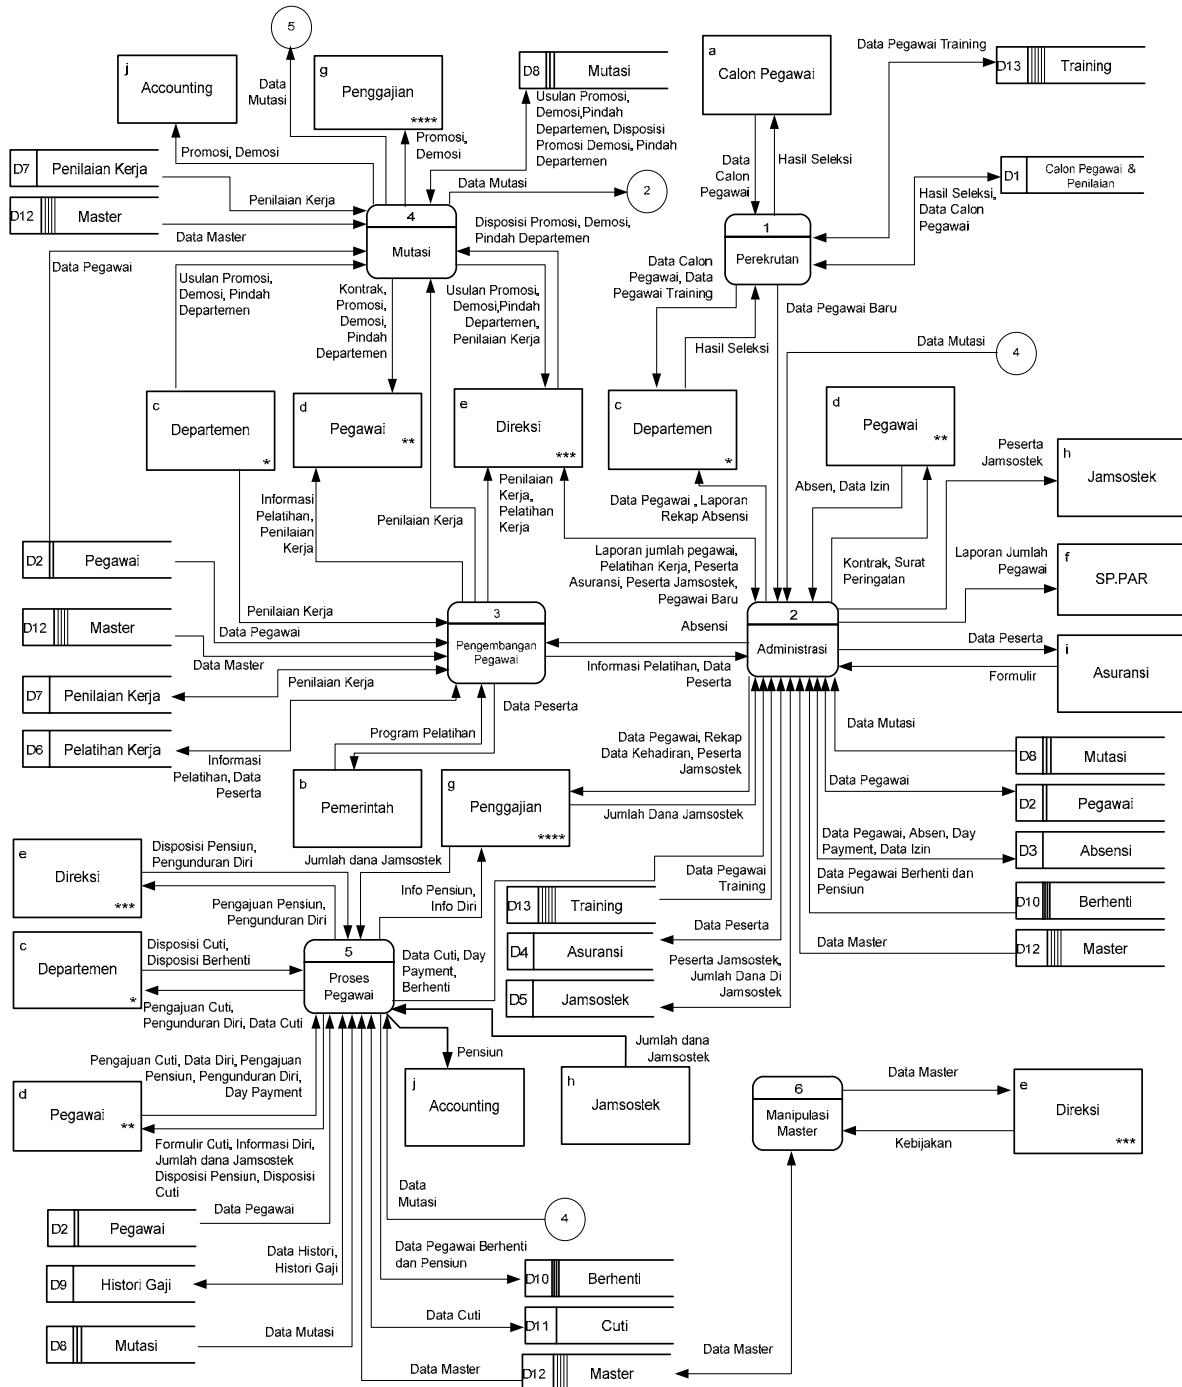 5
j
Accounting
Data
Mutasi
g
Penggajian
****
D8
Mutasi
Usulan Promosi,
Demosi,Pindah
Departemen, Disposisi
Promosi Demosi, Pindah
Departemen
a
Calon Pegawai
Data Pegawai Training
D13
Training
Promosi, Demosi
Promosi,
Demosi
D7
Penilaian Kerja
Penilaian Kerja
D12
Master
Data Master
Data Pegawai
Data Mutasi
2
4
Mutasi
Disposisi Promosi, Demosi,
Pindah Departemen
Data
Calon
Pegawai
Hasil Seleksi
D1
Calon Pegawai &
Penilaian
Hasil Seleksi,
Data Calon
Pegawai
1
Perekrutan
Usulan Promosi,
Demosi, Pindah
Departemen
Kontrak,
Promosi,
Demosi,
Pindah
Departemen
Usulan Promosi,
Demosi,Pindah
Departemen,
Penilaian Kerja
Data Calon
Pegawai, Data
Pegawai Training
Hasil Seleksi
Data Pegawai Baru
Data Mutasi
4
c
Departemen
*
d
Pegawai
**
e
Direksi
***
c
Departemen
*
d
Pegawai
**
Peserta
Jamsostek
h
Jamsostek
Informasi
Pelatihan,
Penilaian
Kerja
Penilaian Kerja
Penilaian
Kerja,
Pelatihan
Kerja
Data Pegawai , Laporan
Rekap Absensi
Absen, Data Izin
Laporan jumlah pegawai,
Pelatihan Kerja, Peserta
Asuransi, Peserta Jamsostek,
Pegawai Baru
Kontrak, Surat
Peringatan
Laporan Jumlah
Pegawai
f
SP.PAR
D2
Pegawai
Penilaian Kerja
D12
Master
Data Pegawai
Data Master
3
Pengembangan
Pegawai
Absensi
Informasi Pelatihan, Data
Peserta
2
Administrasi
Data Peserta
Formulir
i
Asuransi
D7
Penilaian Kerja
Penilaian Kerja
D6
Pelatihan Kerja
Informasi
Pelatihan, Data
Peserta
Program Pelatihan
Data Peserta
b
Pemerintah
g
Penggajian
****
Data Pegawai, Rekap
Data Kehadiran, Peserta
Jamsostek
Jumlah Dana Jamsostek
Data Mutasi
D8
Mutasi
Data Pegawai
D2
Pegawai
Data Pegawai, Absen, Day
Payment, Data Izin
D3
Absensi
Data Pegawai Berhenti dan
Pensiun
D10
Berhenti
Data Master
D12
Master
e
Direksi
***
Disposisi Pensiun,
Pengunduran Diri
Pengajuan Pensiun,
Pengunduran Diri
Jumlah dana Jamsostek
Info Pensiun,
Info Diri
Data Pegawai
Training
D13
Training
Data Peserta
D4
Asuransi
Peserta Jamsostek,
Jumlah Dana Di
Jamsostek
D5
Jamsostek
c
Departemen
*
Disposisi Cuti,
Disposisi Berhenti
Pengajuan Cuti,
Pengunduran Diri, Data Cuti
5
Proses
Pegawai
Data Cuti, Day
Payment,
Berhenti
Pensiun
Jumlah dana
Jamsostek
j
Accounting
h
Jamsostek
Pengajuan Cuti, Data Diri, Pengajuan
Pensiun, Pengunduran Diri,
Day Payment
d
Pegawai
**
Formulir Cuti, Informasi Diri,
Jumlah dana Jamsostek
Disposisi Pensiun, Disposisi
Cuti
6
Manipulasi
Master
Data Master
Kebijakan
e
Direksi
***
Data
Mutasi
4
D2
Pegawai
Data Pegawai
D9
Histori Gaji
Data Histori,
Histori Gaji
D8
Mutasi
Data Mutasi
Data Pegawai Berhenti
dan Pensiun
D10
Berhenti
Data Cuti
D11
Cuti
Data Master
D12
Master
Data Master